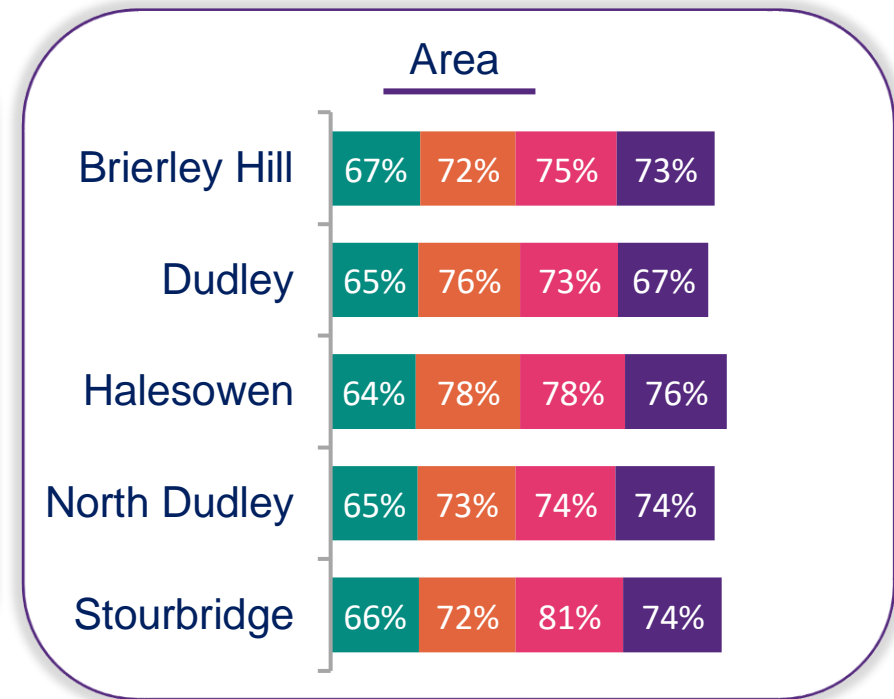 Area
Brierley Hill 67% 72% 75% 73%
Dudley 65% 76% 73% 67%
Halesowen 64% 78% 78% 76%
North Dudley 65% 73% 74% 74%
Stourbridge 66% 72% 81% 74%